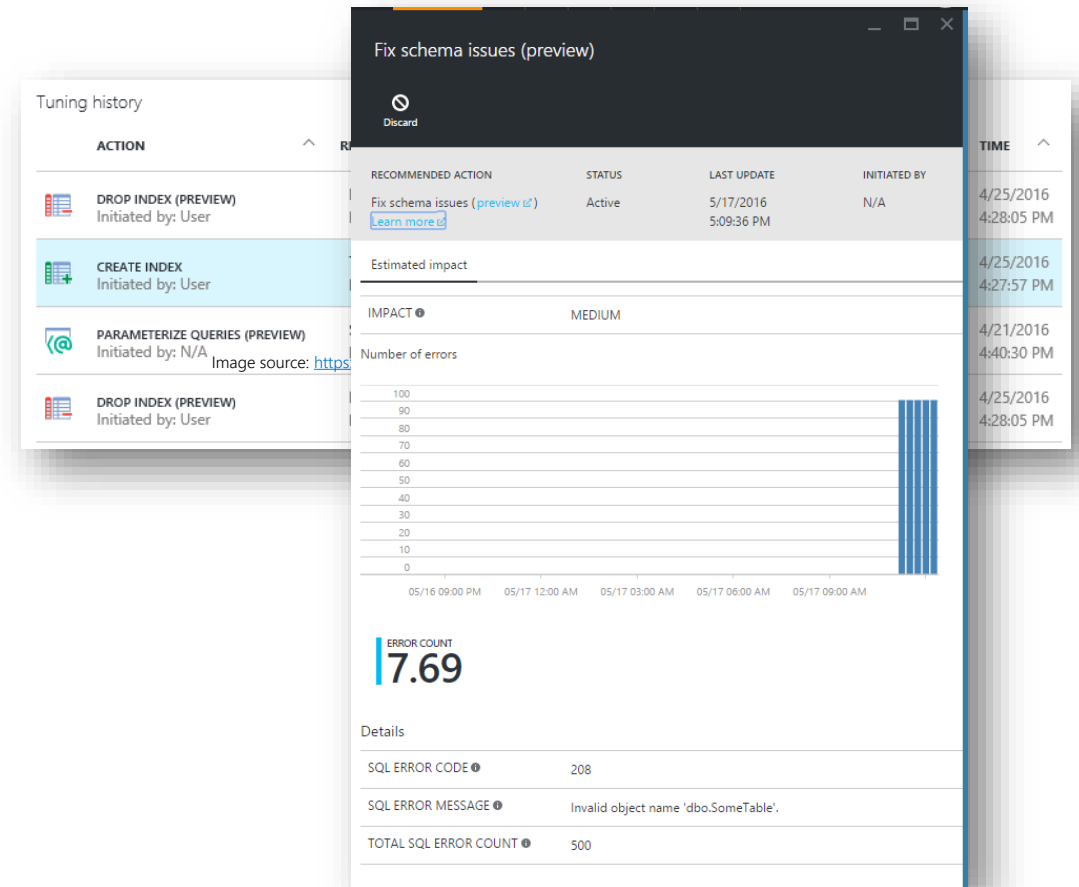 Tuning history
ACTION
TIME
DROP INDEX (PREVIEW)
Initiated by: User
4/25/2016
4:28:05 PM
CREATE INDEX
Initiated by: User
4/25/2016
4:27:57 PM
PARAMETERIZE QUERIES (PREVIEW)
Initiated by: N/A
4/21/2016
4:40:30 PM
Image source: https:
DROP INDEX (PREVIEW)
Initiated by: User
4/25/2016
4:28:05 PM
Fix schema issues (preview)
Discard
RECOMMENDED ACTION STATUS LAST UPDATE INITIATED BY
Fix schema issues (preview) Active 5/17/2016 N/A
Learn more 5:09:36 PM
Estimated impact
IMPACT MEDIUM
Number of errors
100
90
80
70
60
50
40
30
20
10
0
05/16 09:00 PM 05/17 12:00 AM 05/17 03:00 AM 05/17 06:00 AM 05/17 09:00 AM
ERROR COUNT
7.69
Details
SQL ERROR CODE 208
SQL ERROR MESSAGE Invalid object name 'dbo.SomeTable'.
TOTAL SQL ERROR COUNT 500